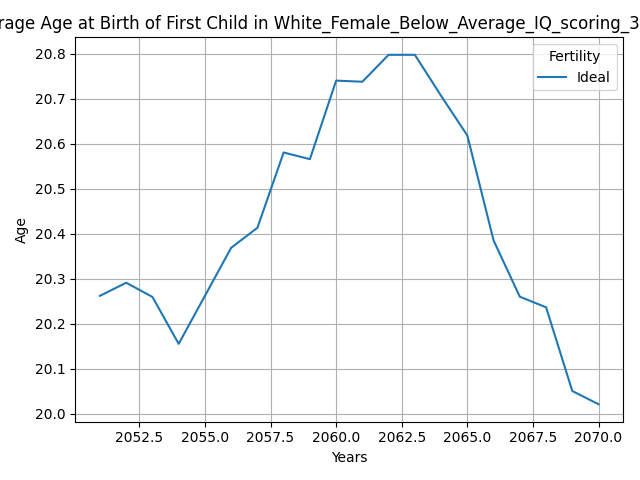 rage Age at Birth of First Child in White_Female_Below_Average_IQ_scoring_3
Fertility
Ideal
20.8
20.7
20.6
20.5
20.4
20.3
20.2
20.1
20.0
Age
2052.5 2055.0 2057.5 2060.0 2062.5 2065.0 2067.5 2070.0
Years